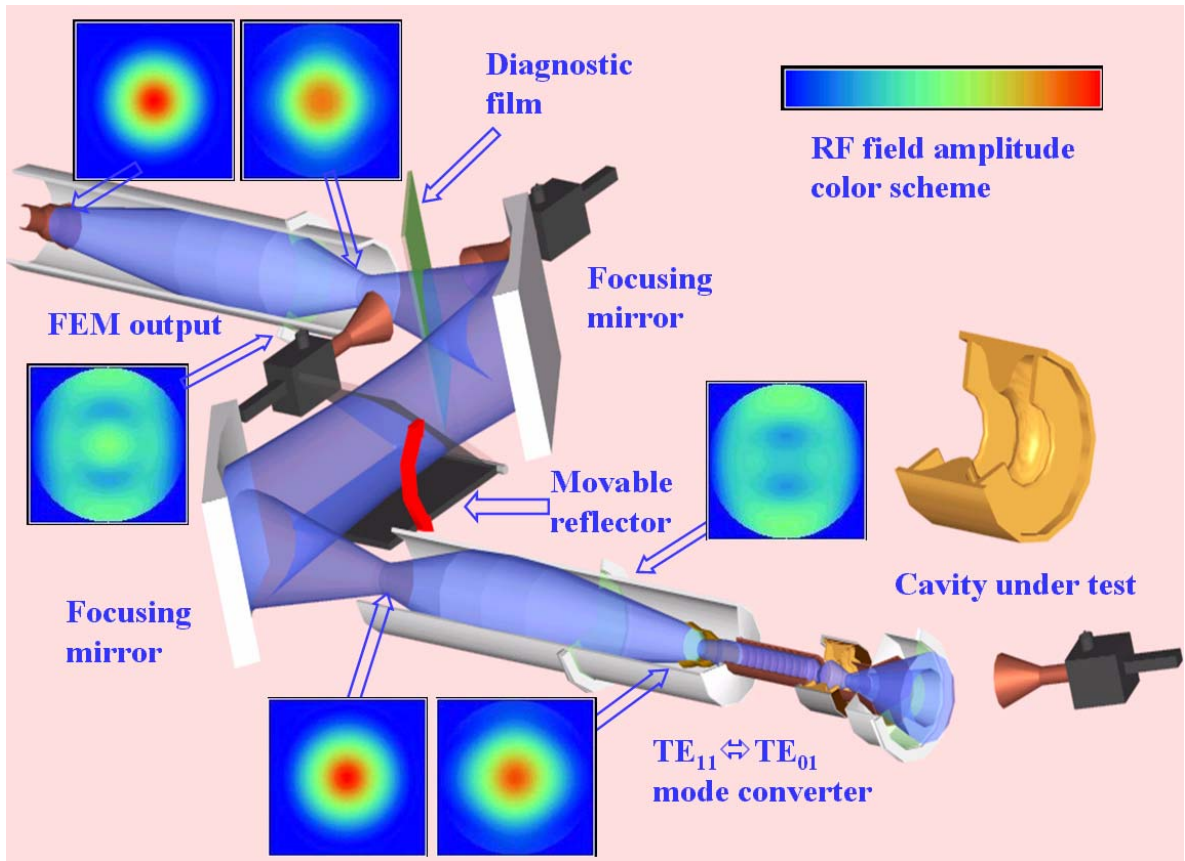 Diagnostic
film
RF field amplitude
color scheme
Focusing
mirror
FEM output
Movable
reflector
Cavity under test
Focusing
mirror
TE₁₁⇔TE₀₁
mode converter